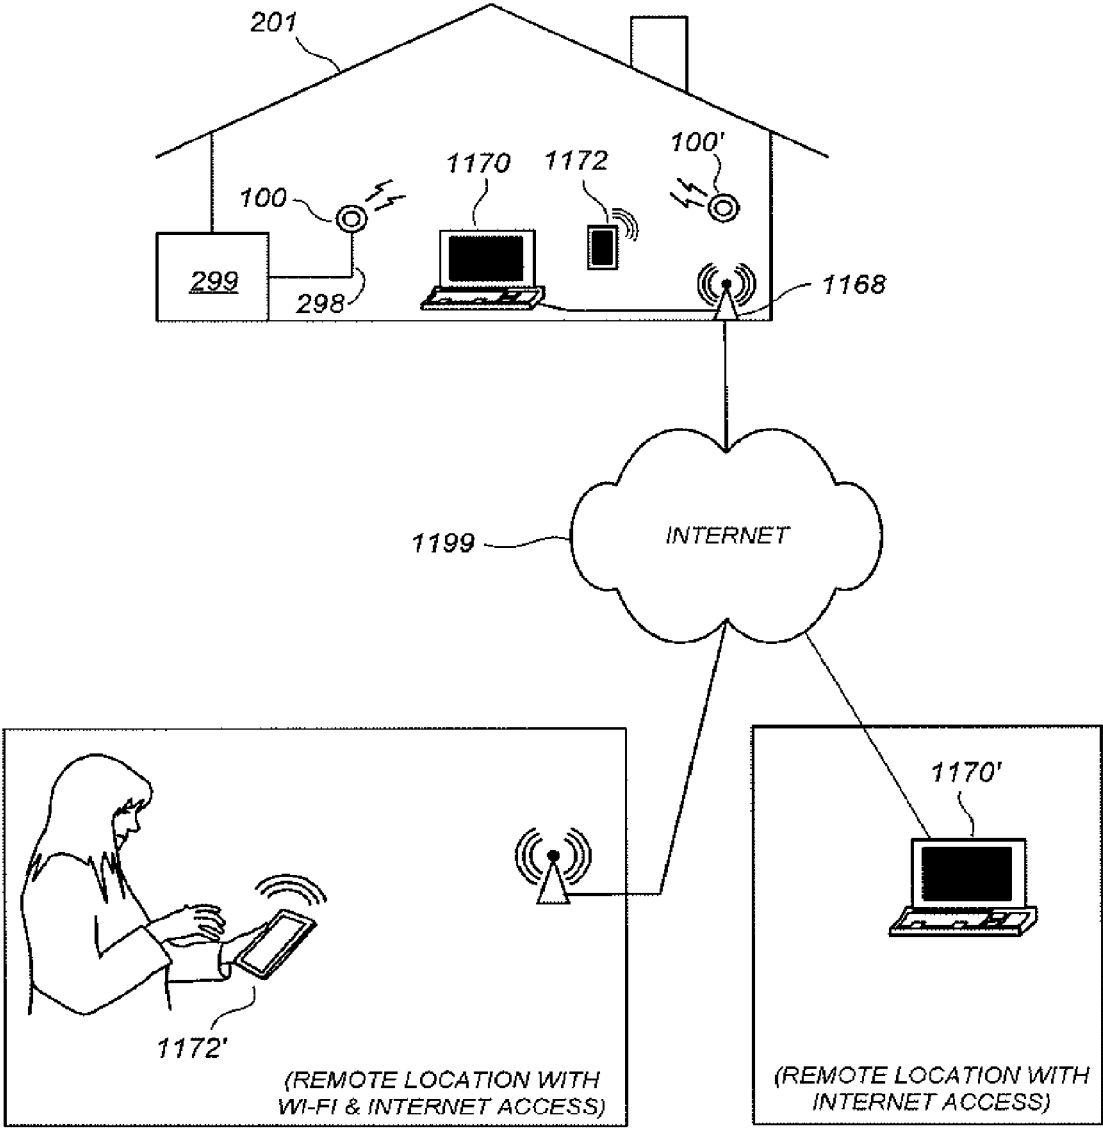 201
100'
1170
1172
100
299
298
1168
INTERNET
1199
1170'
1172'
(REMOTE LOCATION WITH
WI-FI & INTERNET ACCESS)
(REMOTE LOCATION WITH
INTERNET ACCESS)